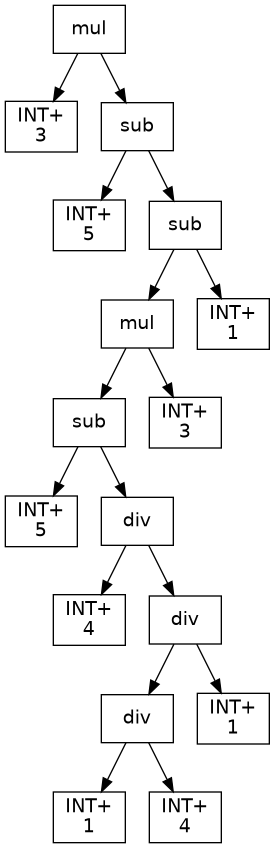 mul
INT+
3
sub
INT+
5
sub
mul
INT+
1
sub
INT+
3
INT+
5
div
INT+
4
div
div
INT+
1
INT+
1
INT+
4